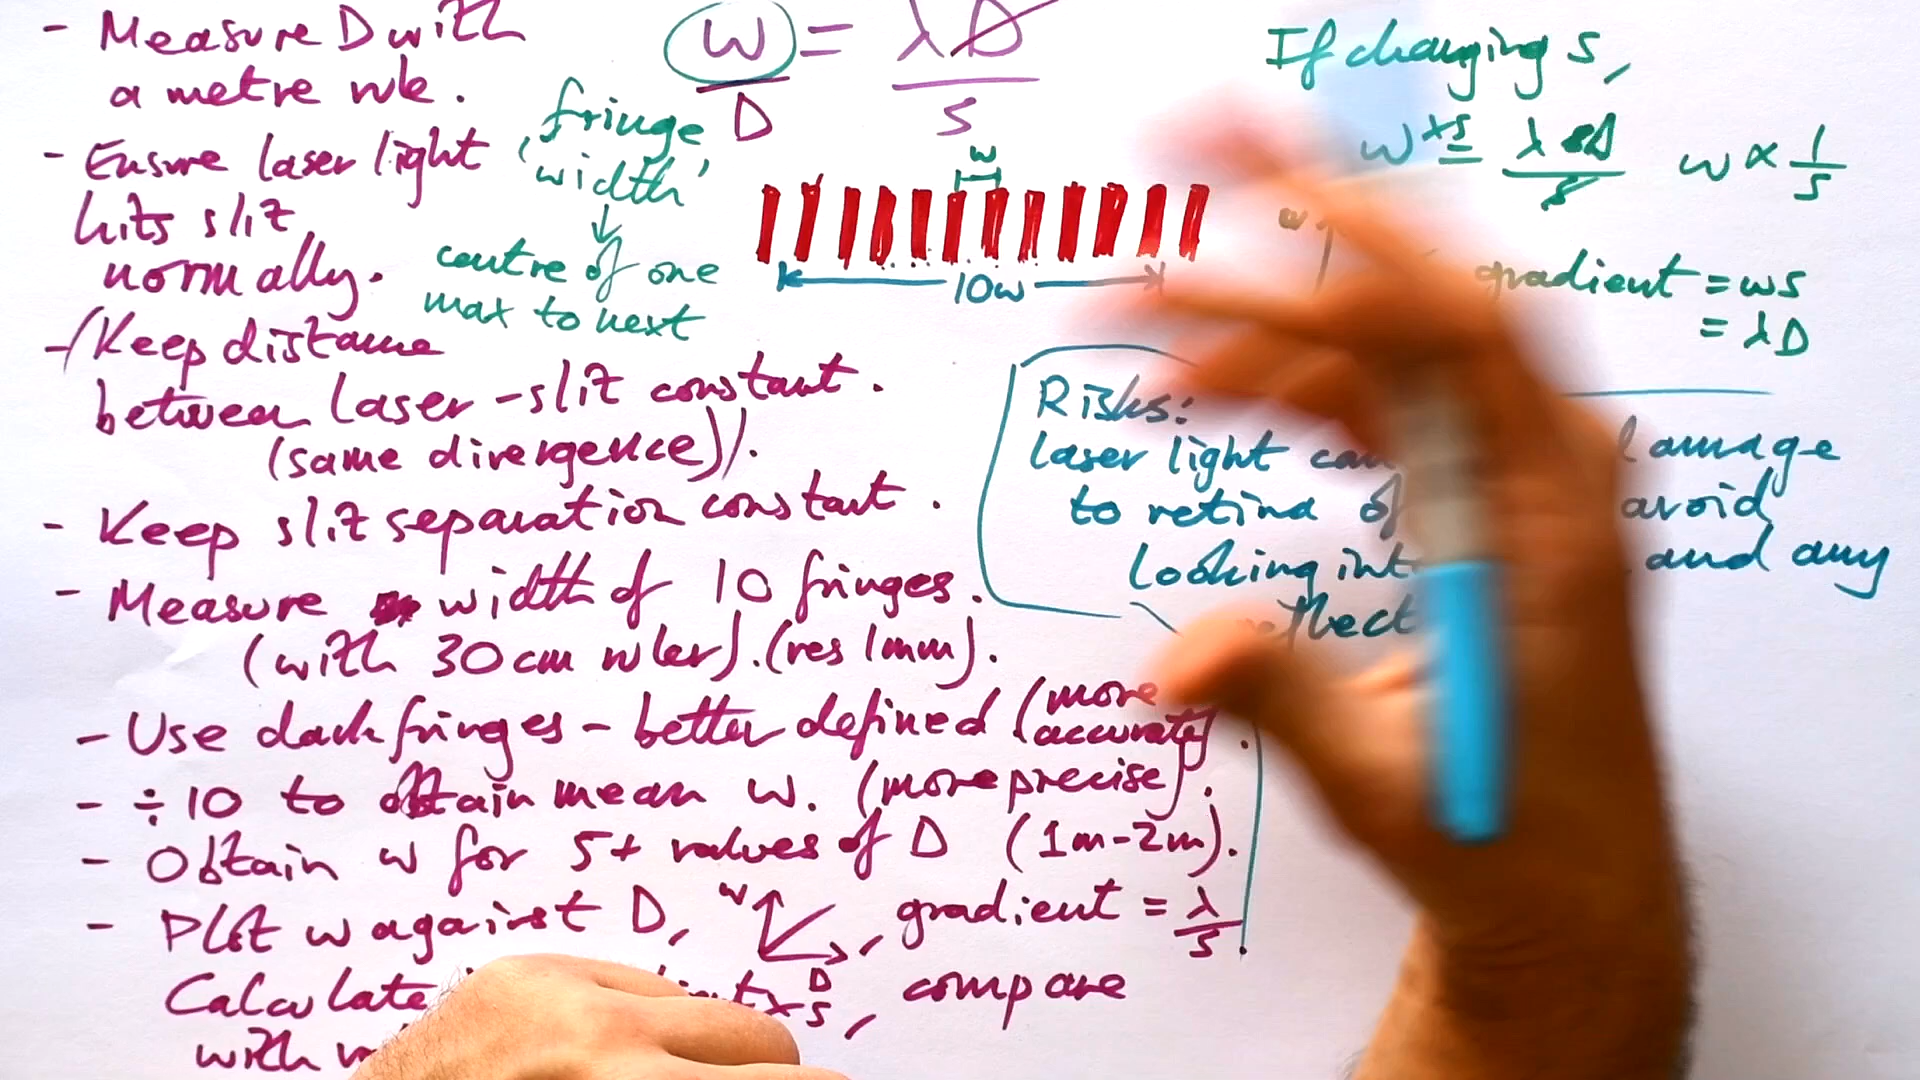 - Measure D with
a metre rule.
- Ensure laser light
hits slit
normally.
- (Keep distance
between laser - slit constant.
(same divergence)).
- Keep slit separation constant.
- Measure width of 10 fringes.
(with 30cm ruler). (res 1mm).
- Use dark fringes - better defined (more
accurate).
- ÷10 to obtain mean w. (more precise).
- Obtain w for 5+ values of D (1m-2m).
- Plot w against D, w D, gradient = λ/s
Calculate × s, compare
with
w = λD
D s
fringe
'width'
↓
centre of one
max to next
w
10w
If changing s,
w ×s = λD/s w ∝ 1/s
w
gradient = ws
= λD
Risks:
laser light can damage
to retina of avoid
looking and any